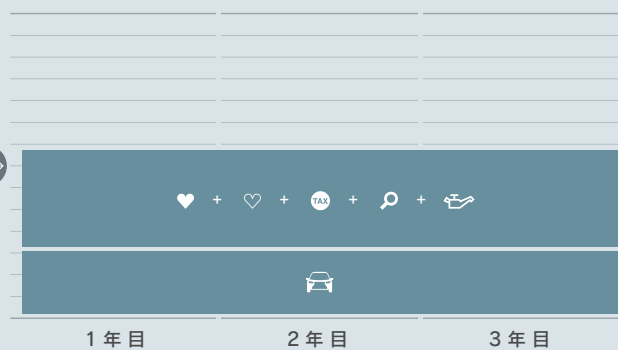 + + TAX + +
1年目 2年目 3年目